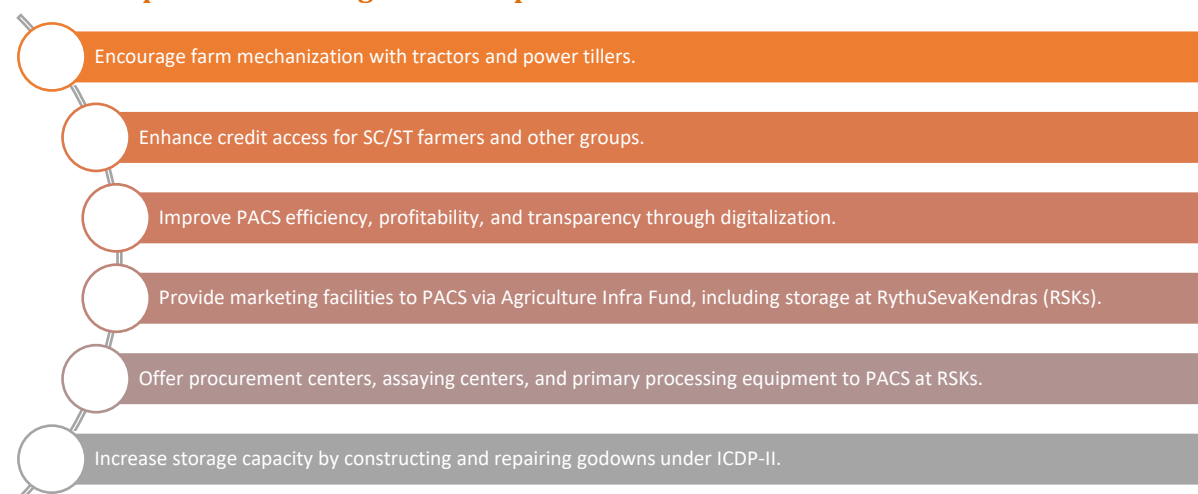 Encourage farm mechanization with tractors and power tillers.
Enhance credit access for SC/ST farmers and other groups.
Improve PACS efficiency, profitability, and transparency through digitalization.
Provide marketing facilities to PACS via Agriculture Infra Fund, including storage at RythuSevaKendras (RSKs).
Offer procurement centers, assaying centers, and primary processing equipment to PACS at RSKs.
Increase storage capacity by constructing and repairing godowns under ICDP-II.